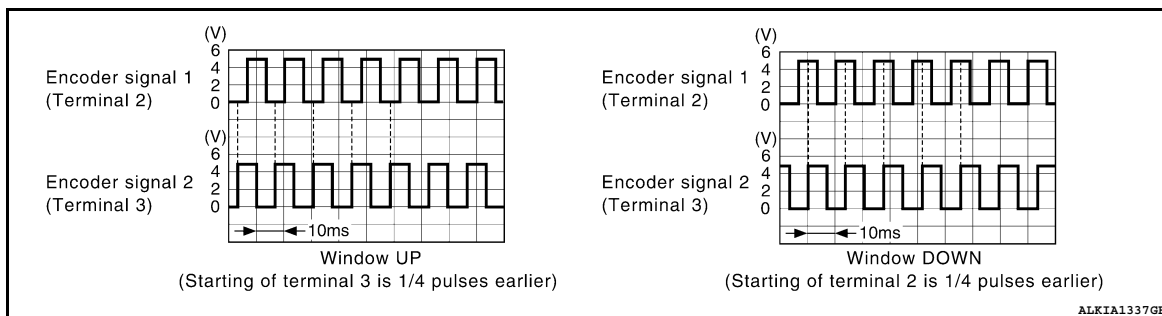 (V)
6
4
2
0
Encoder signal 1
(Terminal 2)
(V)
6
4
2
0
Encoder signal 2
(Terminal 3)
10ms
Window UP
(Starting of terminal 3 is 1/4 pulses earlier)
(V)
6
4
2
0
Encoder signal 1
(Terminal 2)
(V)
6
4
2
0
Encoder signal 2
(Terminal 3)
10ms
Window DOWN
(Starting of terminal 2 is 1/4 pulses earlier)
ALKIA1337GB